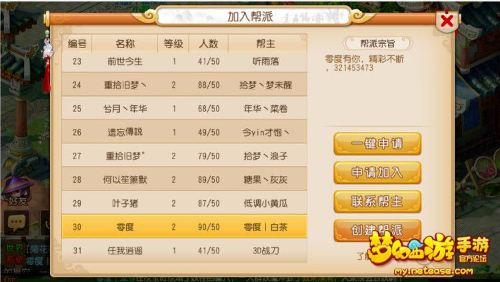 加入帮派
编号 名称 等级 人数 帮主
23 前世今生 1 41/50 听雨落
24 重拾旧梦丶 2 88/50 拾梦丶梦未醒
25 兮月丶年华 1 68/50 年华丶菜卷
26 遗忘傳說 1 49/50 今yin才饱丶
27 重拾旧梦" 2 79/50 拾梦丶浪子
28 何以笙箫默 2 89/50 糖果丶灰灰
29 叶子猪 2 87/50 低调小黄瓜
30 零度 2 90/50 零度丨白茶
31 任我逍遥 1 41/50 30战刀
帮派宗旨
零度有你，精彩不断
，321453473
一键申请
申请加入
联系帮主
创建帮派
好友
世界
梦幻西游手游
官方论坛
my.netease.com